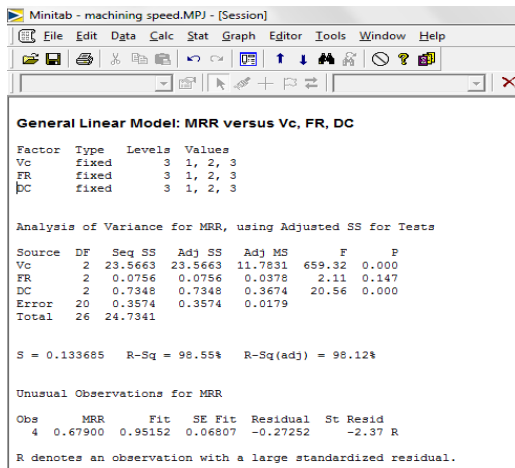 Minitab - machining speed.MPJ - [Session]
File Edit Data Calc Stat Graph Editor Tools Window Help
General Linear Model: MRR versus Vc, FR, DC
Factor Type Levels Values
Vc fixed 3 1, 2, 3
FR fixed 3 1, 2, 3
DC fixed 3 1, 2, 3
Analysis of Variance for MRR, using Adjusted SS for Tests
Source DF Seq SS Adj SS Adj MS F P
Vc 2 23.5663 23.5663 11.7831 659.32 0.000
FR 2 0.0756 0.0756 0.0378 2.11 0.147
DC 2 0.7348 0.7348 0.3674 20.56 0.000
Error 20 0.3574 0.3574 0.0179
Total 26 24.7341
S = 0.133685 R-Sq = 98.55% R-Sq(adj) = 98.12%
Unusual Observations for MRR
Obs MRR Fit SE Fit Residual St Resid
4 0.67900 0.95152 0.06807 -0.27252 -2.37 R
R denotes an observation with a large standardized residual.